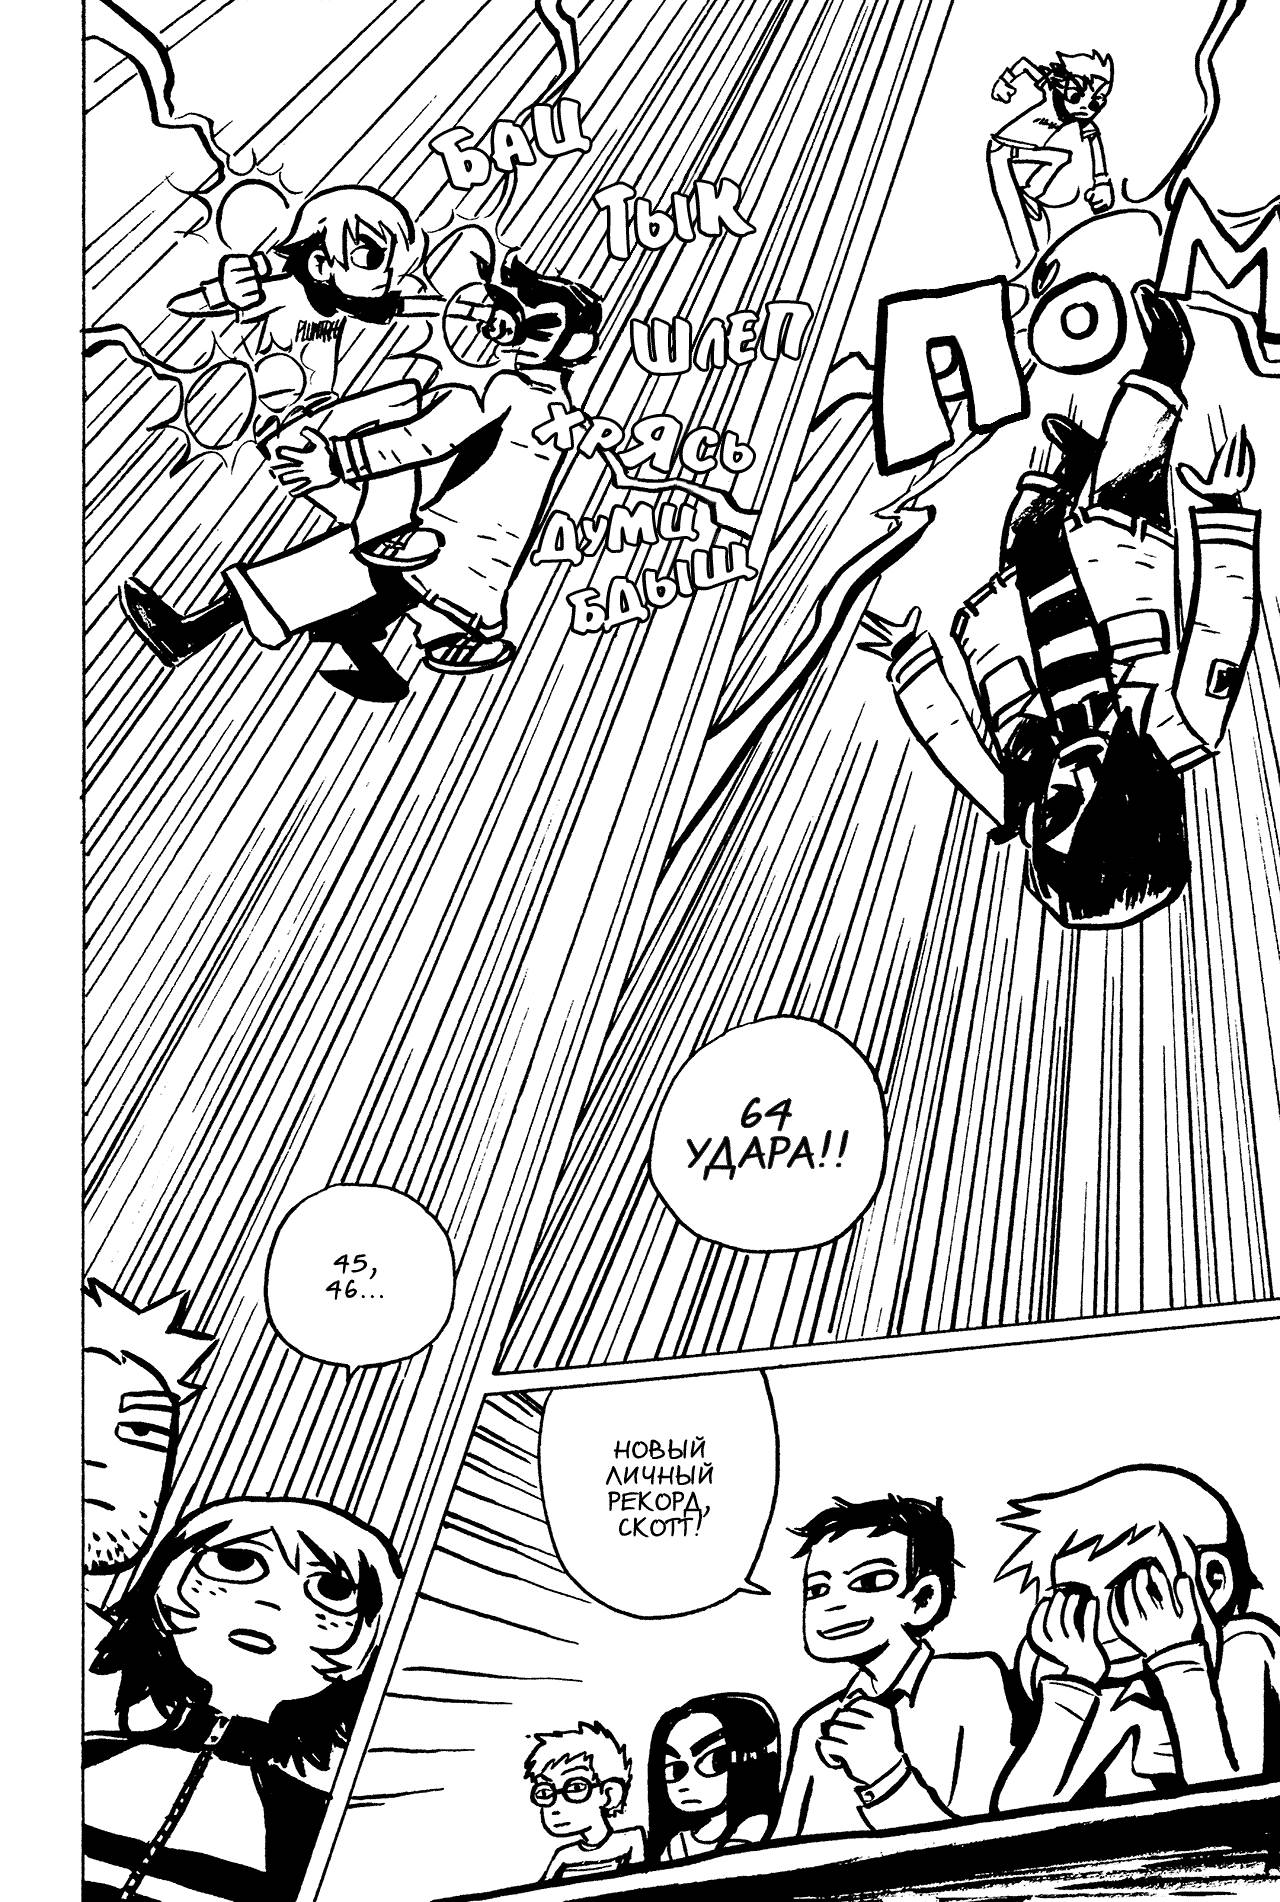 БАЦ
ТЫК
ШЛЕП
ХРЯСЬ
ДУМЦ
БДЫЩ
ПОМ
64
УДАРА!!
45,
46...
НОВЫЙ
ЛИЧНЫЙ
РЕКОРД,
СКОТТ!